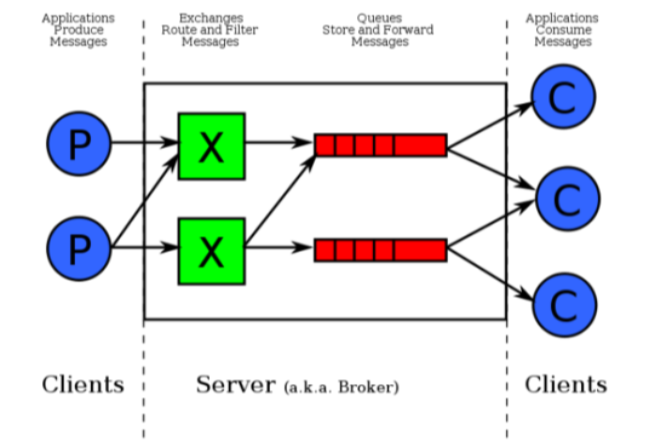 Applications
Produce
Messages
Exchanges
Route and Filter
Messages
Queues
Store and Forward
Messages
Applications
Consume
Messages
P
X
C
C
P
X
C
Clients
Server (a.k.a. Broker)
Clients